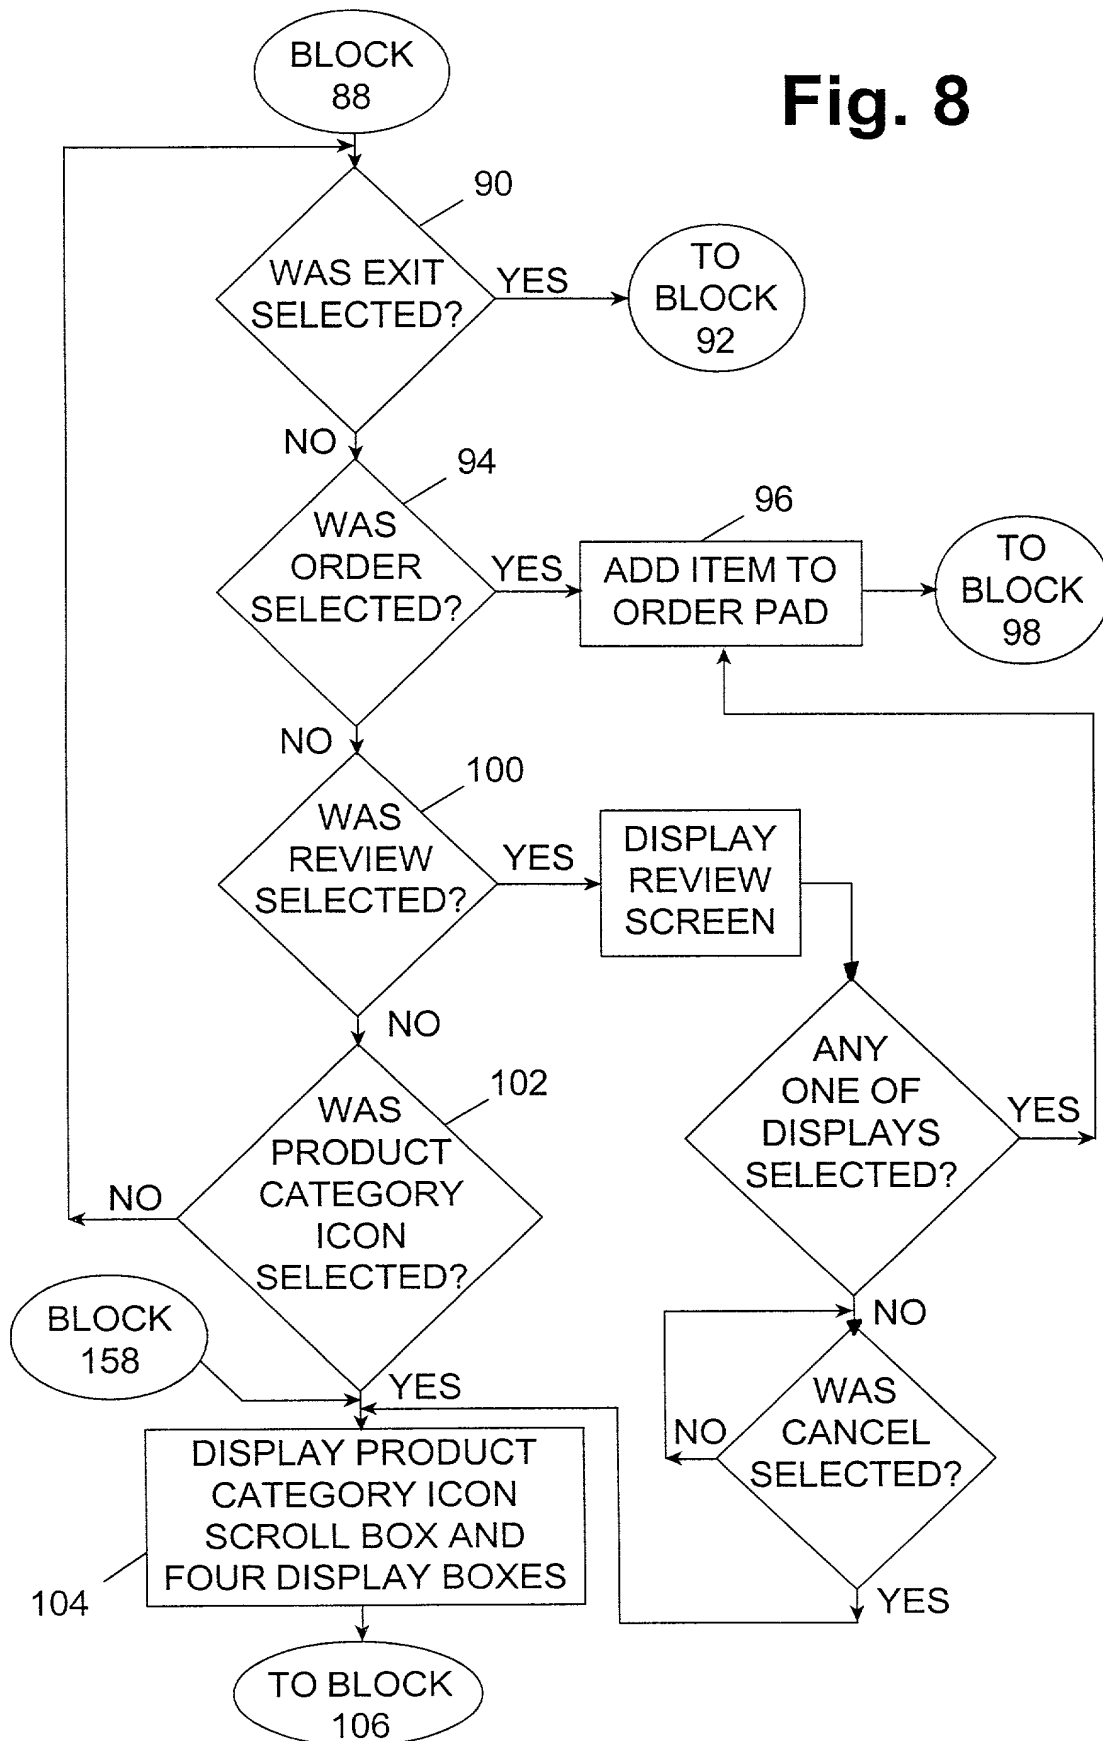 BLOCK
88
Fig. 8
90
WAS EXIT
SELECTED?
YES
TO
BLOCK
92
NO
94
WAS
ORDER
SELECTED?
YES
96
ADD ITEM TO
ORDER PAD
TO
BLOCK
98
NO
100
WAS
REVIEW
SELECTED?
YES
DISPLAY
REVIEW
SCREEN
NO
ANY
ONE OF
DISPLAYS
SELECTED?
YES
102
WAS
PRODUCT
CATEGORY
ICON
SELECTED?
NO
NO
BLOCK
158
YES
WAS
CANCEL
SELECTED?
NO
YES
DISPLAY PRODUCT
CATEGORY ICON
SCROLL BOX AND
FOUR DISPLAY BOXES
104
TO BLOCK
106